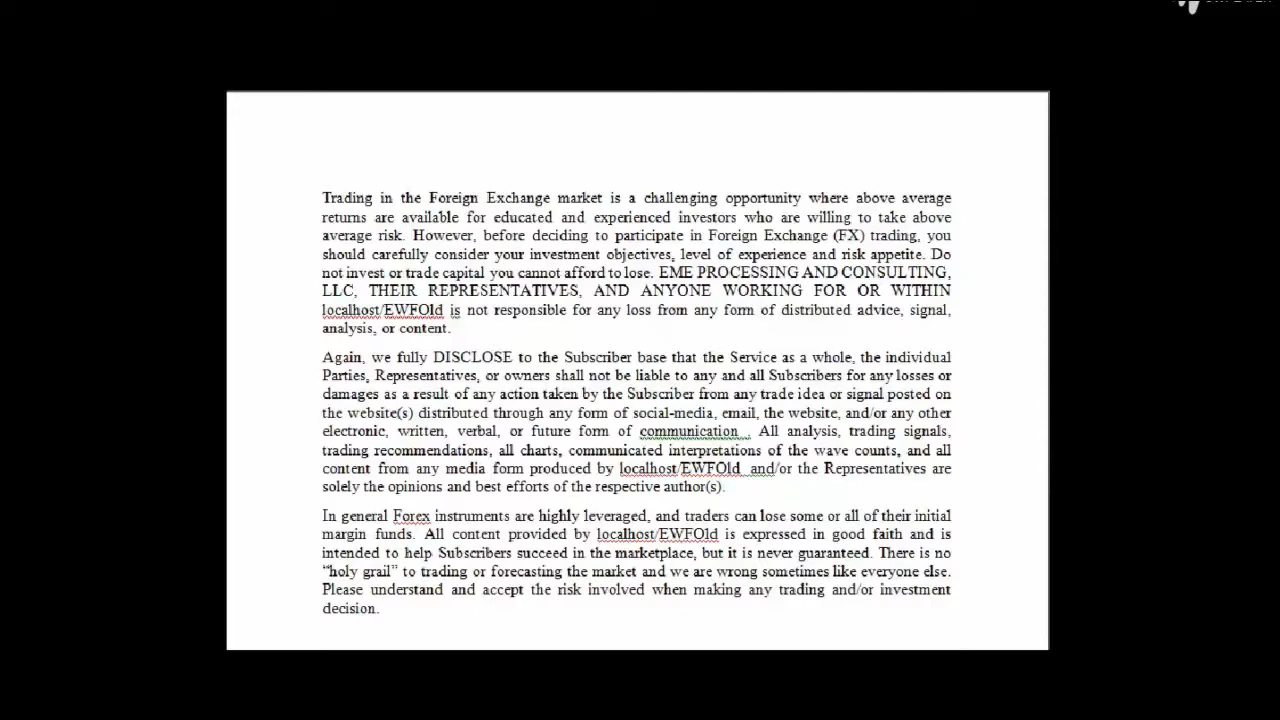 Trading in the Foreign Exchange market is a challenging opportunity where above average
returns are available for educated and experienced investors who are willing to take above
average risk. However, before deciding to participate in Foreign Exchange (FX) trading, you
should carefully consider your investment objectives, level of experience and risk appetite. Do
not invest or trade capital you cannot afford to lose. EME PROCESSING AND CONSULTING,
LLC, THEIR REPRESENTATIVES, AND ANYONE WORKING FOR OR WITHIN
localhost/EWFOld is not responsible for any loss from any form of distributed advice, signal,
analysis, or content.
Again, we fully DISCLOSE to the Subscriber base that the Service as a whole, the individual
Parties, Representatives, or owners shall not be liable to any and all Subscribers for any losses or
damages as a result of any action taken by the Subscriber from any trade idea or signal posted on
the website(s) distributed through any form of social-media, email, the website, and/or any other
electronic, written, verbal, or future form of communication . All analysis, trading signals,
trading recommendations, all charts, communicated interpretations of the wave counts, and all
content from any media form produced by localhost/EWFOld and/or the Representatives are
solely the opinions and best efforts of the respective author(s).
In general Forex instruments are highly leveraged, and traders can lose some or all of their initial
margin funds. All content provided by localhost/EWFOld is expressed in good faith and is
intended to help Subscribers succeed in the marketplace, but it is never guaranteed. There is no
“holy grail” to trading or forecasting the market and we are wrong sometimes like everyone else.
Please understand and accept the risk involved when making any trading and/or investment
decision.